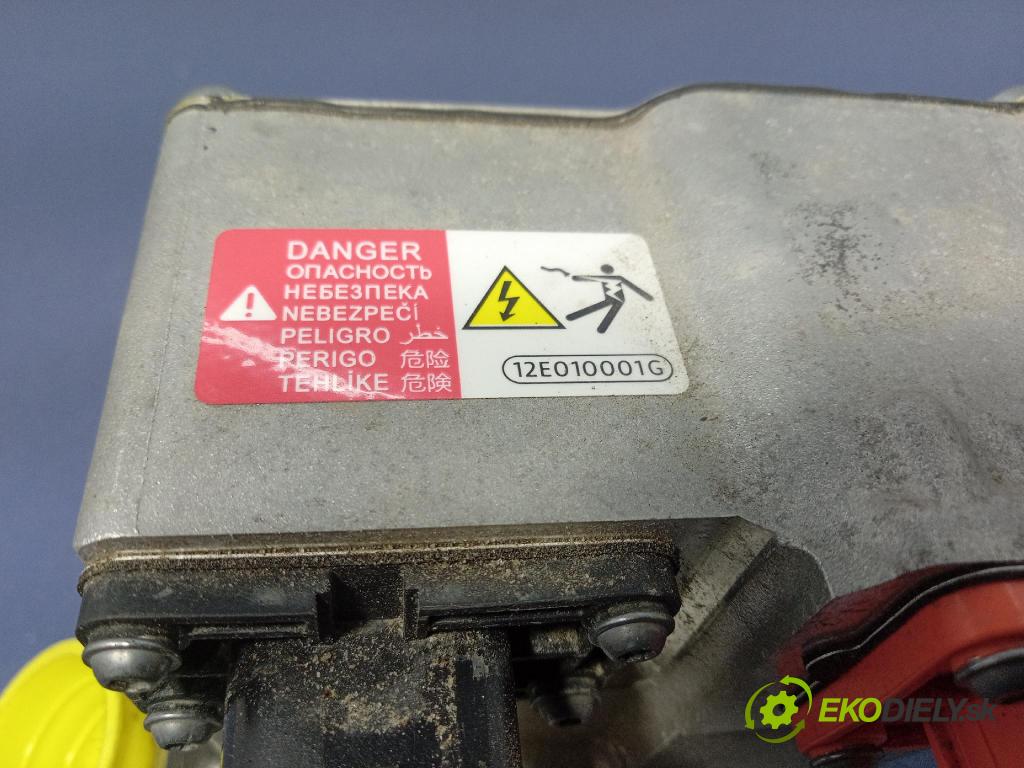 DANGER
ОПАСНОСТЬ
НЕБЕЗПЕКА
NEBEZPEČÍ
PELIGRO خطر
PERIGO 危险
TEHLİKE 危険
12E010001G
EKODIELY.sk